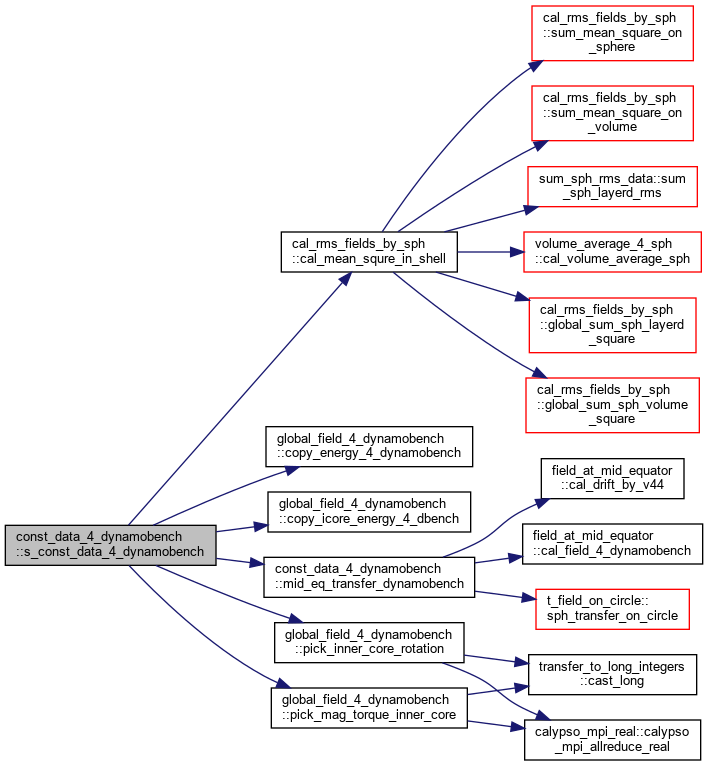 cal_rms_fields_by_sph
::sum_mean_square_on
_sphere
cal_rms_fields_by_sph
::sum_mean_square_on
_volume
sum_sph_rms_data::sum
_sph_layerd_rms
cal_rms_fields_by_sph
::cal_mean_squre_in_shell
volume_average_4_sph
::cal_volume_average_sph
cal_rms_fields_by_sph
::global_sum_sph_layerd
_square
cal_rms_fields_by_sph
::global_sum_sph_volume
_square
global_field_4_dynamobench
::copy_energy_4_dynamobench
field_at_mid_equator
::cal_drift_by_v44
global_field_4_dynamobench
::copy_icore_energy_4_dbench
const_data_4_dynamobench
::s_const_data_4_dynamobench
field_at_mid_equator
::cal_field_4_dynamobench
const_data_4_dynamobench
::mid_eq_transfer_dynamobench
t_field_on_circle::
sph_transfer_on_circle
global_field_4_dynamobench
::pick_inner_core_rotation
transfer_to_long_integers
::cast_long
global_field_4_dynamobench
::pick_mag_torque_inner_core
calypso_mpi_real::calypso
_mpi_allreduce_real